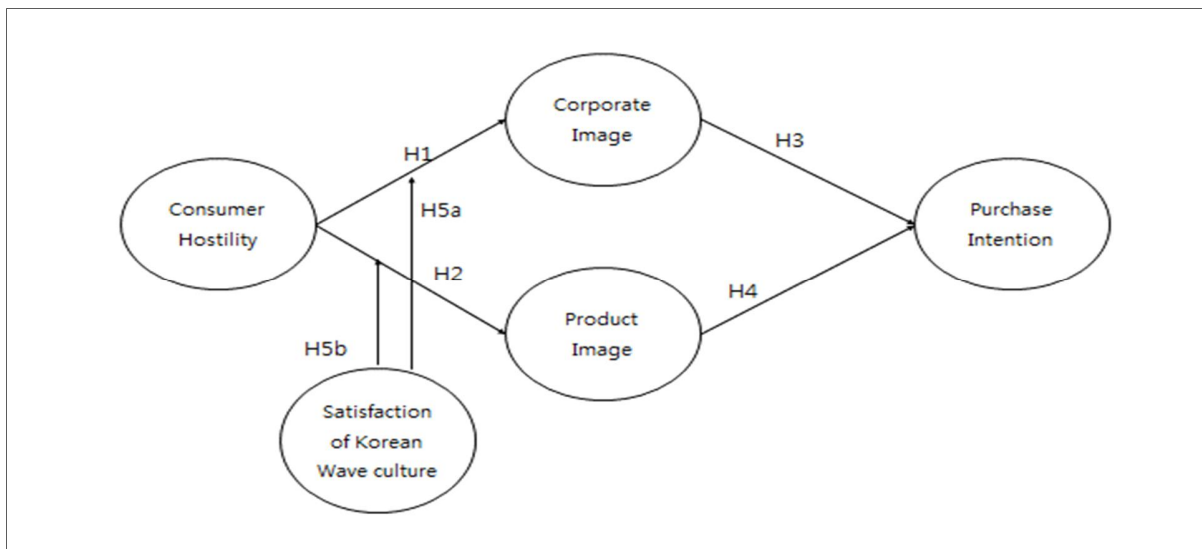 Corporate
Image
H3
H1
Consumer
Hostility
H5a
Purchase
Intention
H2
H4
Product
Image
H5b
Satisfaction
of Korean
Wave culture